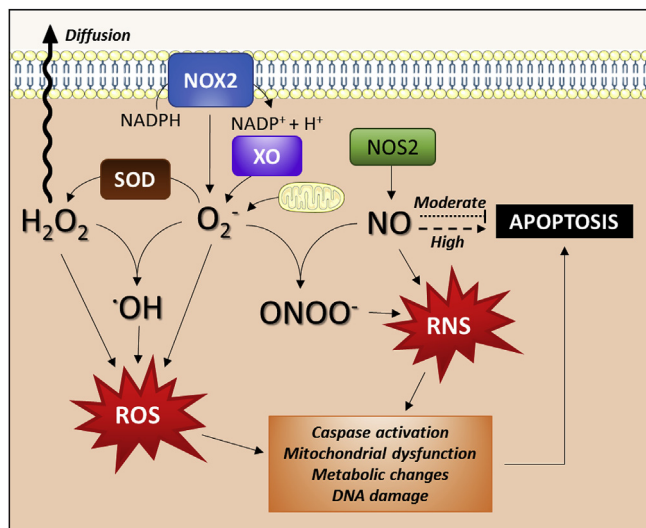 Diffusion
NOX2
NADPH
NADP⁺ + H⁺
XO
NOS2
SOD
H₂O₂
O₂⁻
NO
Moderate
High
APOPTOSIS
·OH
ONOO⁻
RNS
ROS
Caspase activation
Mitochondrial dysfunction
Metabolic changes
DNA damage